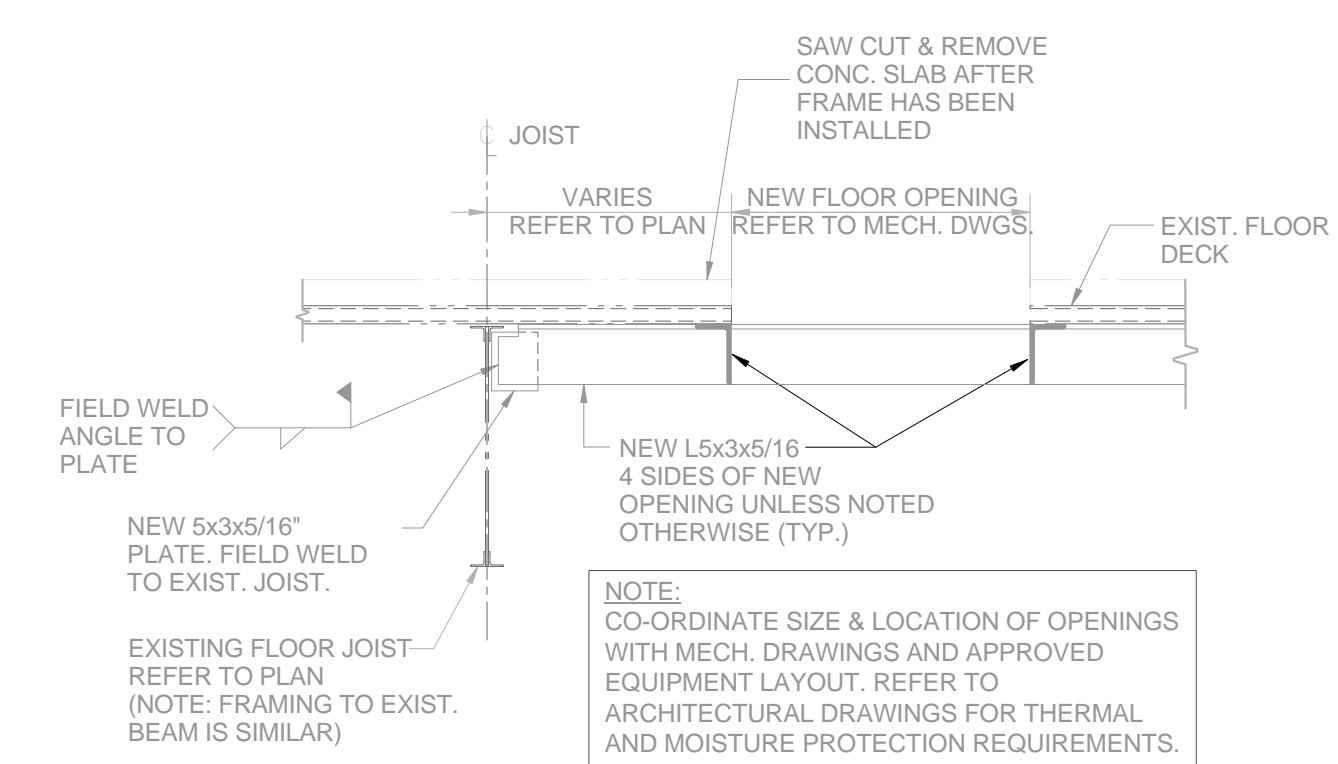 SAW CUT & REMOVE
CONC. SLAB AFTER
FRAME HAS BEEN
INSTALLED
℄ JOIST
VARIES
REFER TO PLAN
NEW FLOOR OPENING
REFER TO MECH. DWGS.
EXIST. FLOOR
DECK
FIELD WELD
ANGLE TO
PLATE
NEW L5x3x5/16
4 SIDES OF NEW
OPENING UNLESS NOTED
OTHERWISE (TYP.)
NEW 5x3x5/16"
PLATE. FIELD WELD
TO EXIST. JOIST.
EXISTING FLOOR JOIST
REFER TO PLAN
(NOTE: FRAMING TO EXIST.
BEAM IS SIMILAR)
NOTE:
CO-ORDINATE SIZE & LOCATION OF OPENINGS
WITH MECH. DRAWINGS AND APPROVED
EQUIPMENT LAYOUT. REFER TO
ARCHITECTURAL DRAWINGS FOR THERMAL
AND MOISTURE PROTECTION REQUIREMENTS.